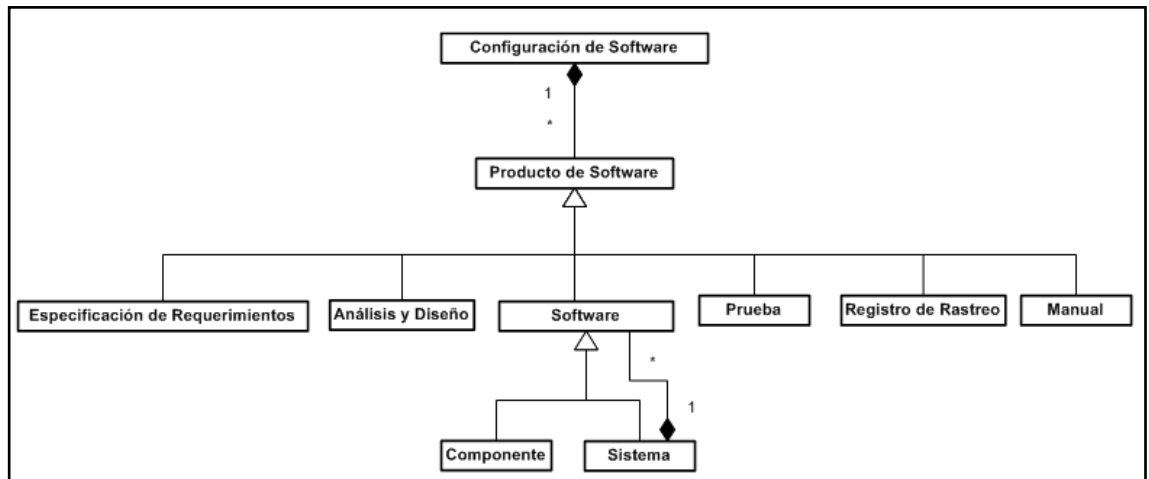 Configuración de Software
1
*
Producto de Software
Especificación de Requerimientos
Análisis y Diseño
Software
Prueba
Registro de Rastreo
Manual
*
1
Componente
Sistema